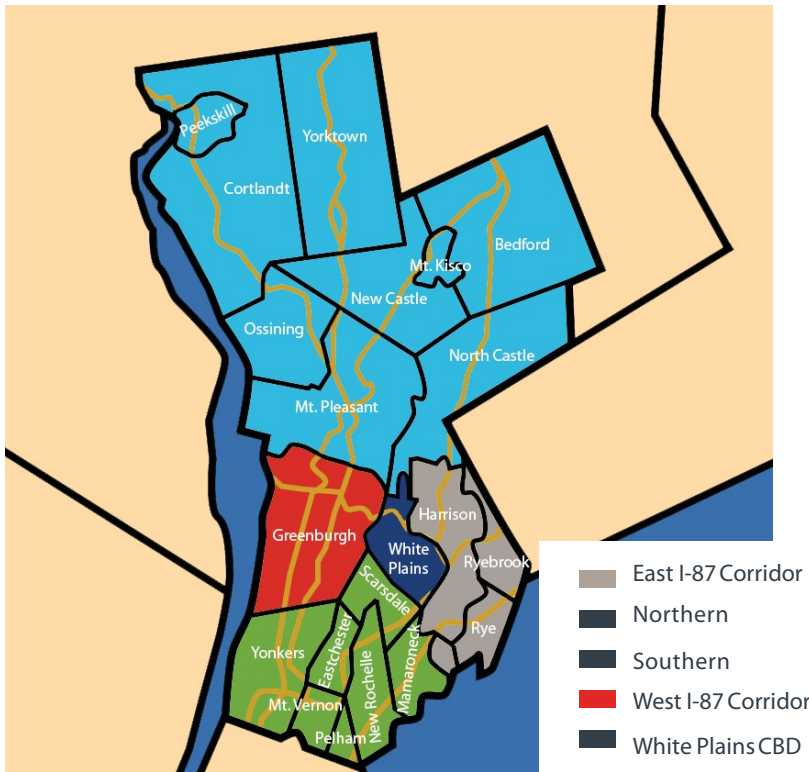 Peekskill
Yorktown
Cortlandt
Bedford
Mt. Kisco
New Castle
Ossining
North Castle
Mt. Pleasant
Harrison
Greenburgh
White
Plains
Ryebrook
Scarsdale
Rye
Eastchester
Mamaroneck
Yonkers
New Rochelle
Mt. Vernon
Pelham
East I-87 Corridor
Northern
Southern
West I-87 Corridor
White Plains CBD